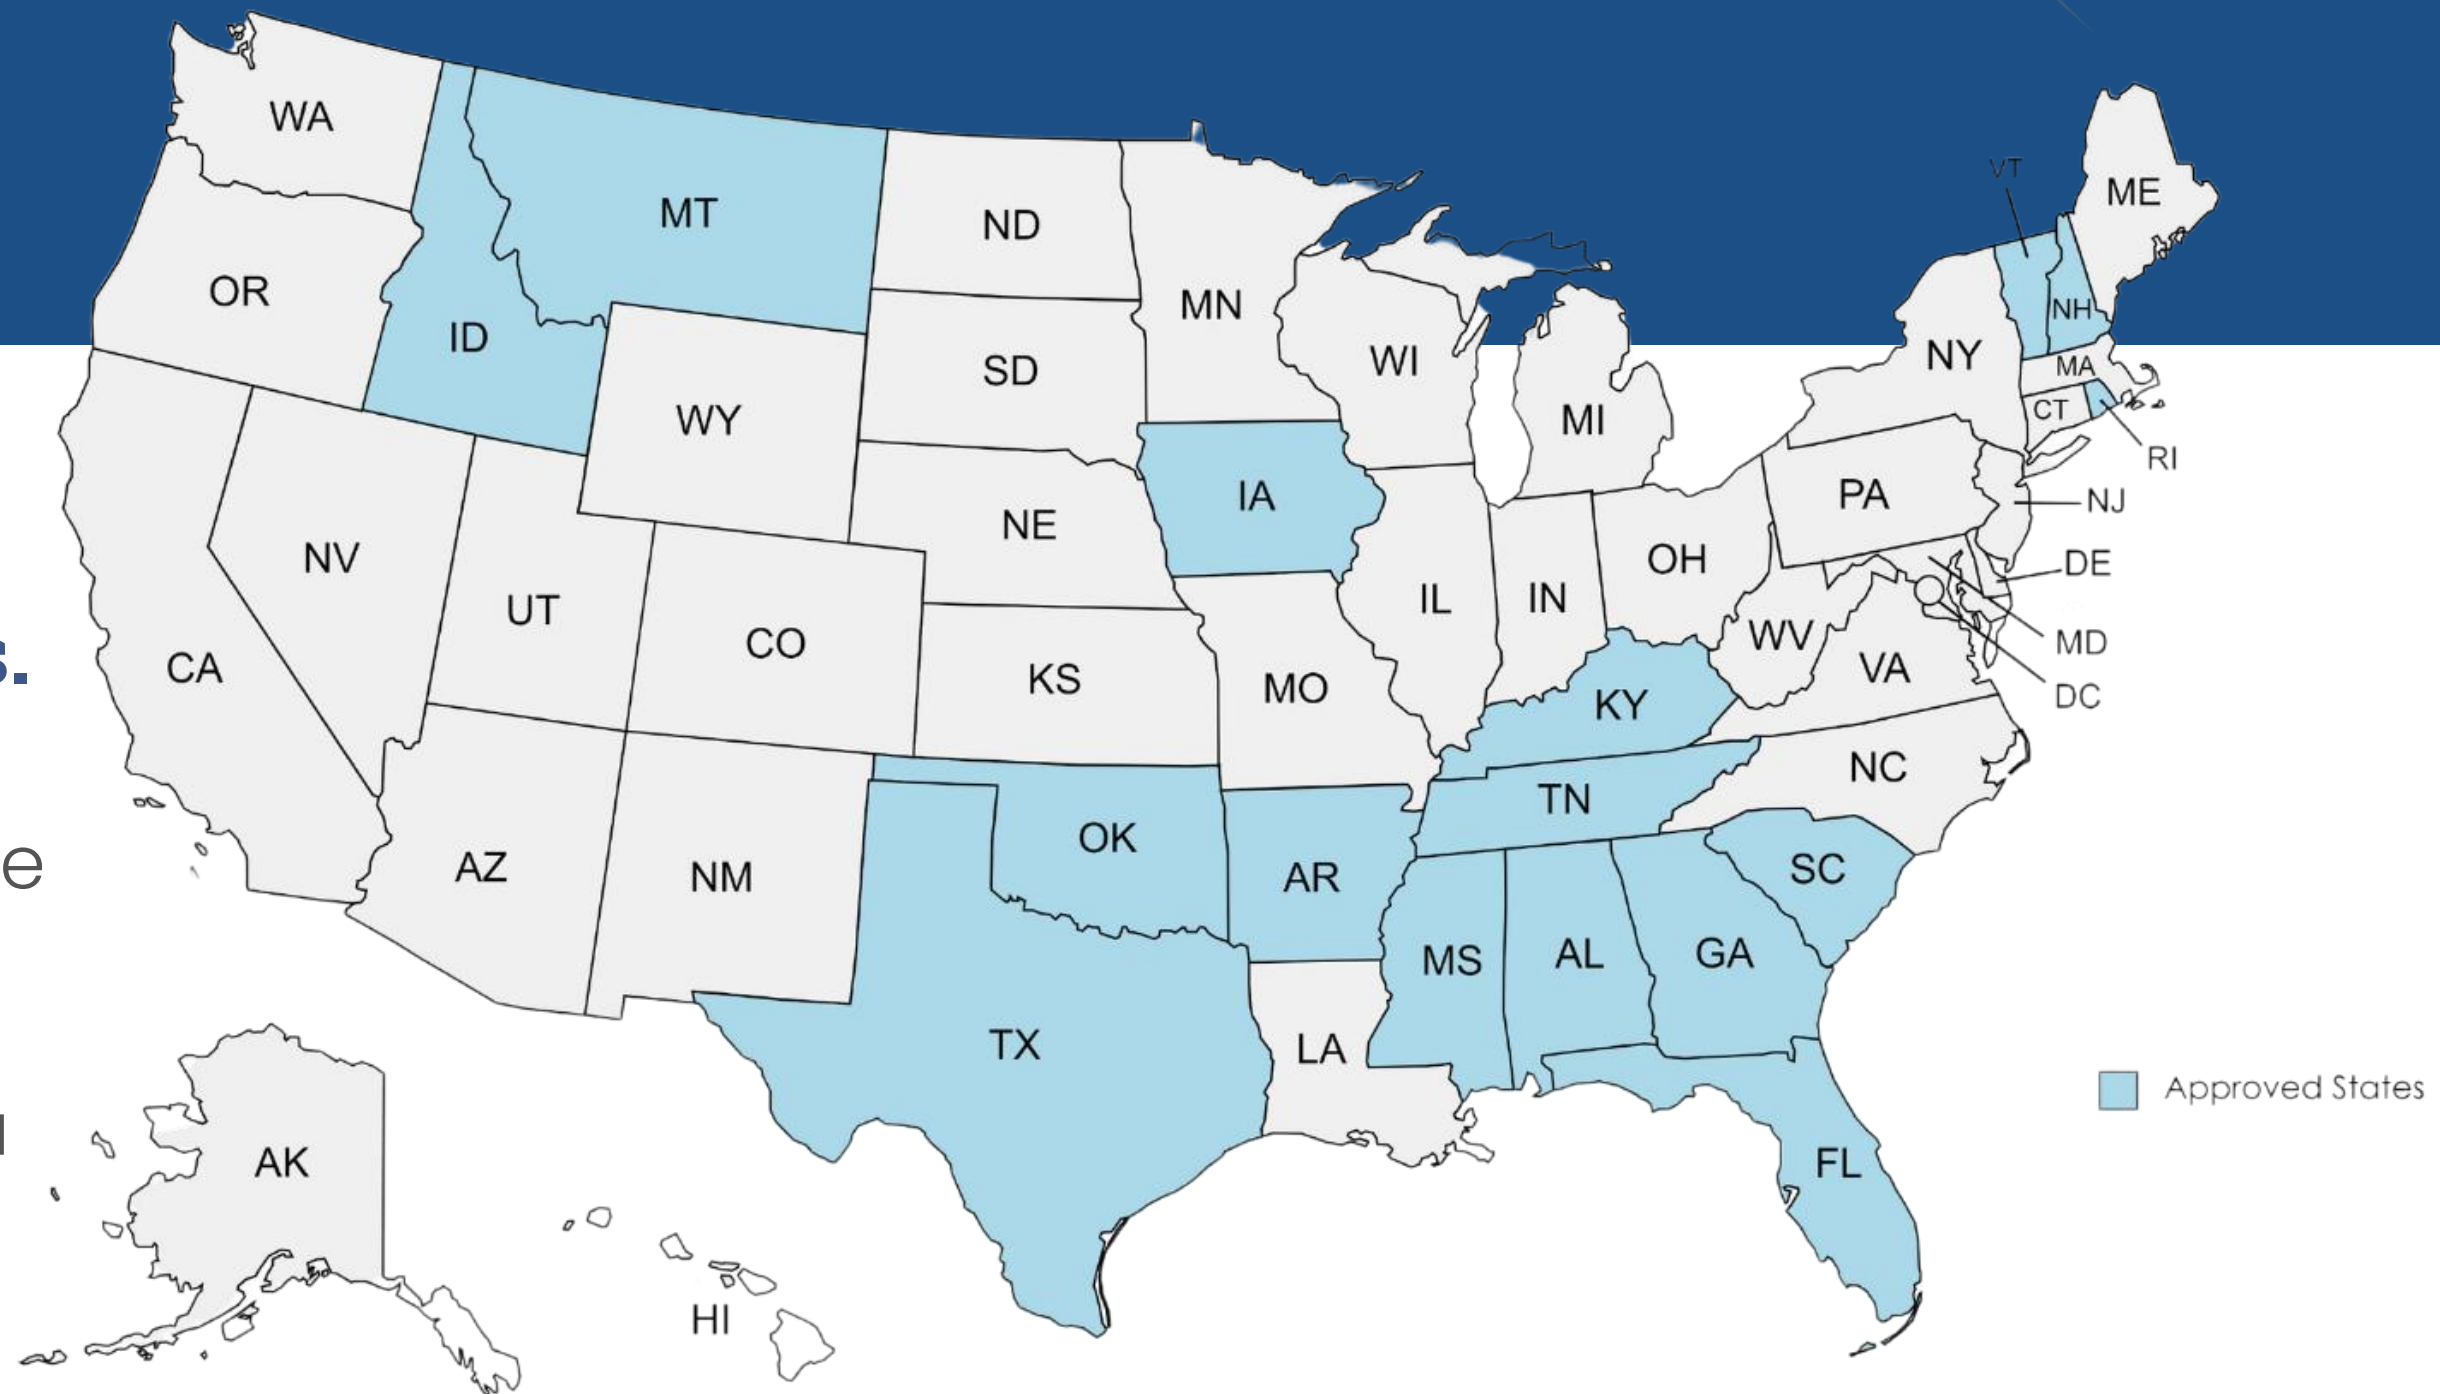 WA
MT
ND
MN
VT
ME
OR
ID
SD
WI
MI
NY
NH
MA
CT
RI
WY
IA
NE
PA
NJ
NV
UT
CO
IL
IN
OH
DE
WV
MD
VA
DC
s.
CA
KS
MO
KY
NC
TN
e
AZ
NM
OK
AR
SC
MS
AL
GA
TX
LA
Approved States
AK
FL
HI